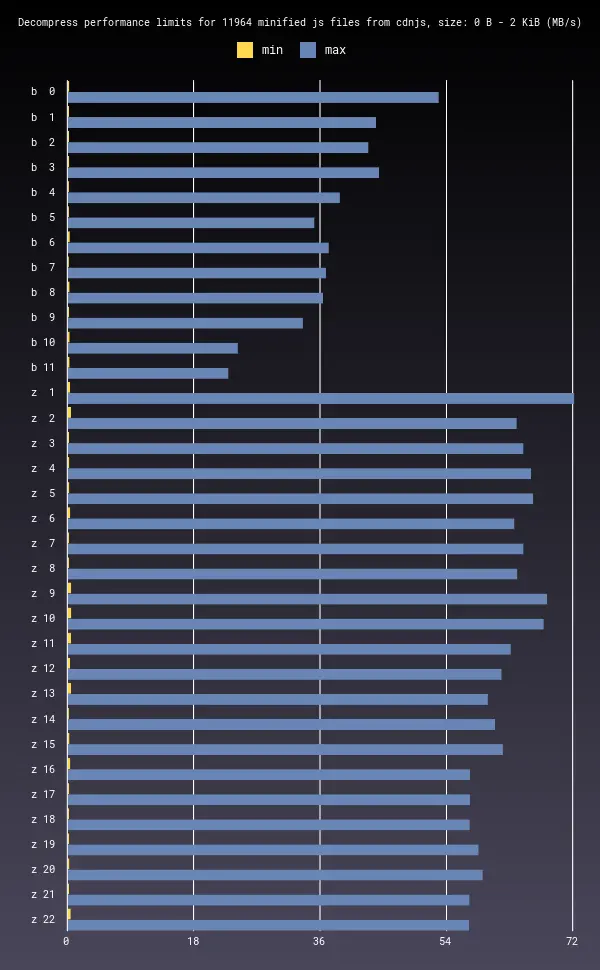 Decompress performance limits for 11964 minified js files from cdnjs, size: 0 B - 2 KiB (MB/s)
min max
b 0
b 1
b 2
b 3
b 4
b 5
b 6
b 7
b 8
b 9
b 10
b 11
z 1
z 2
z 3
z 4
z 5
z 6
z 7
z 8
z 9
z 10
z 11
z 12
z 13
z 14
z 15
z 16
z 17
z 18
z 19
z 20
z 21
z 22
0 18 36 54 72